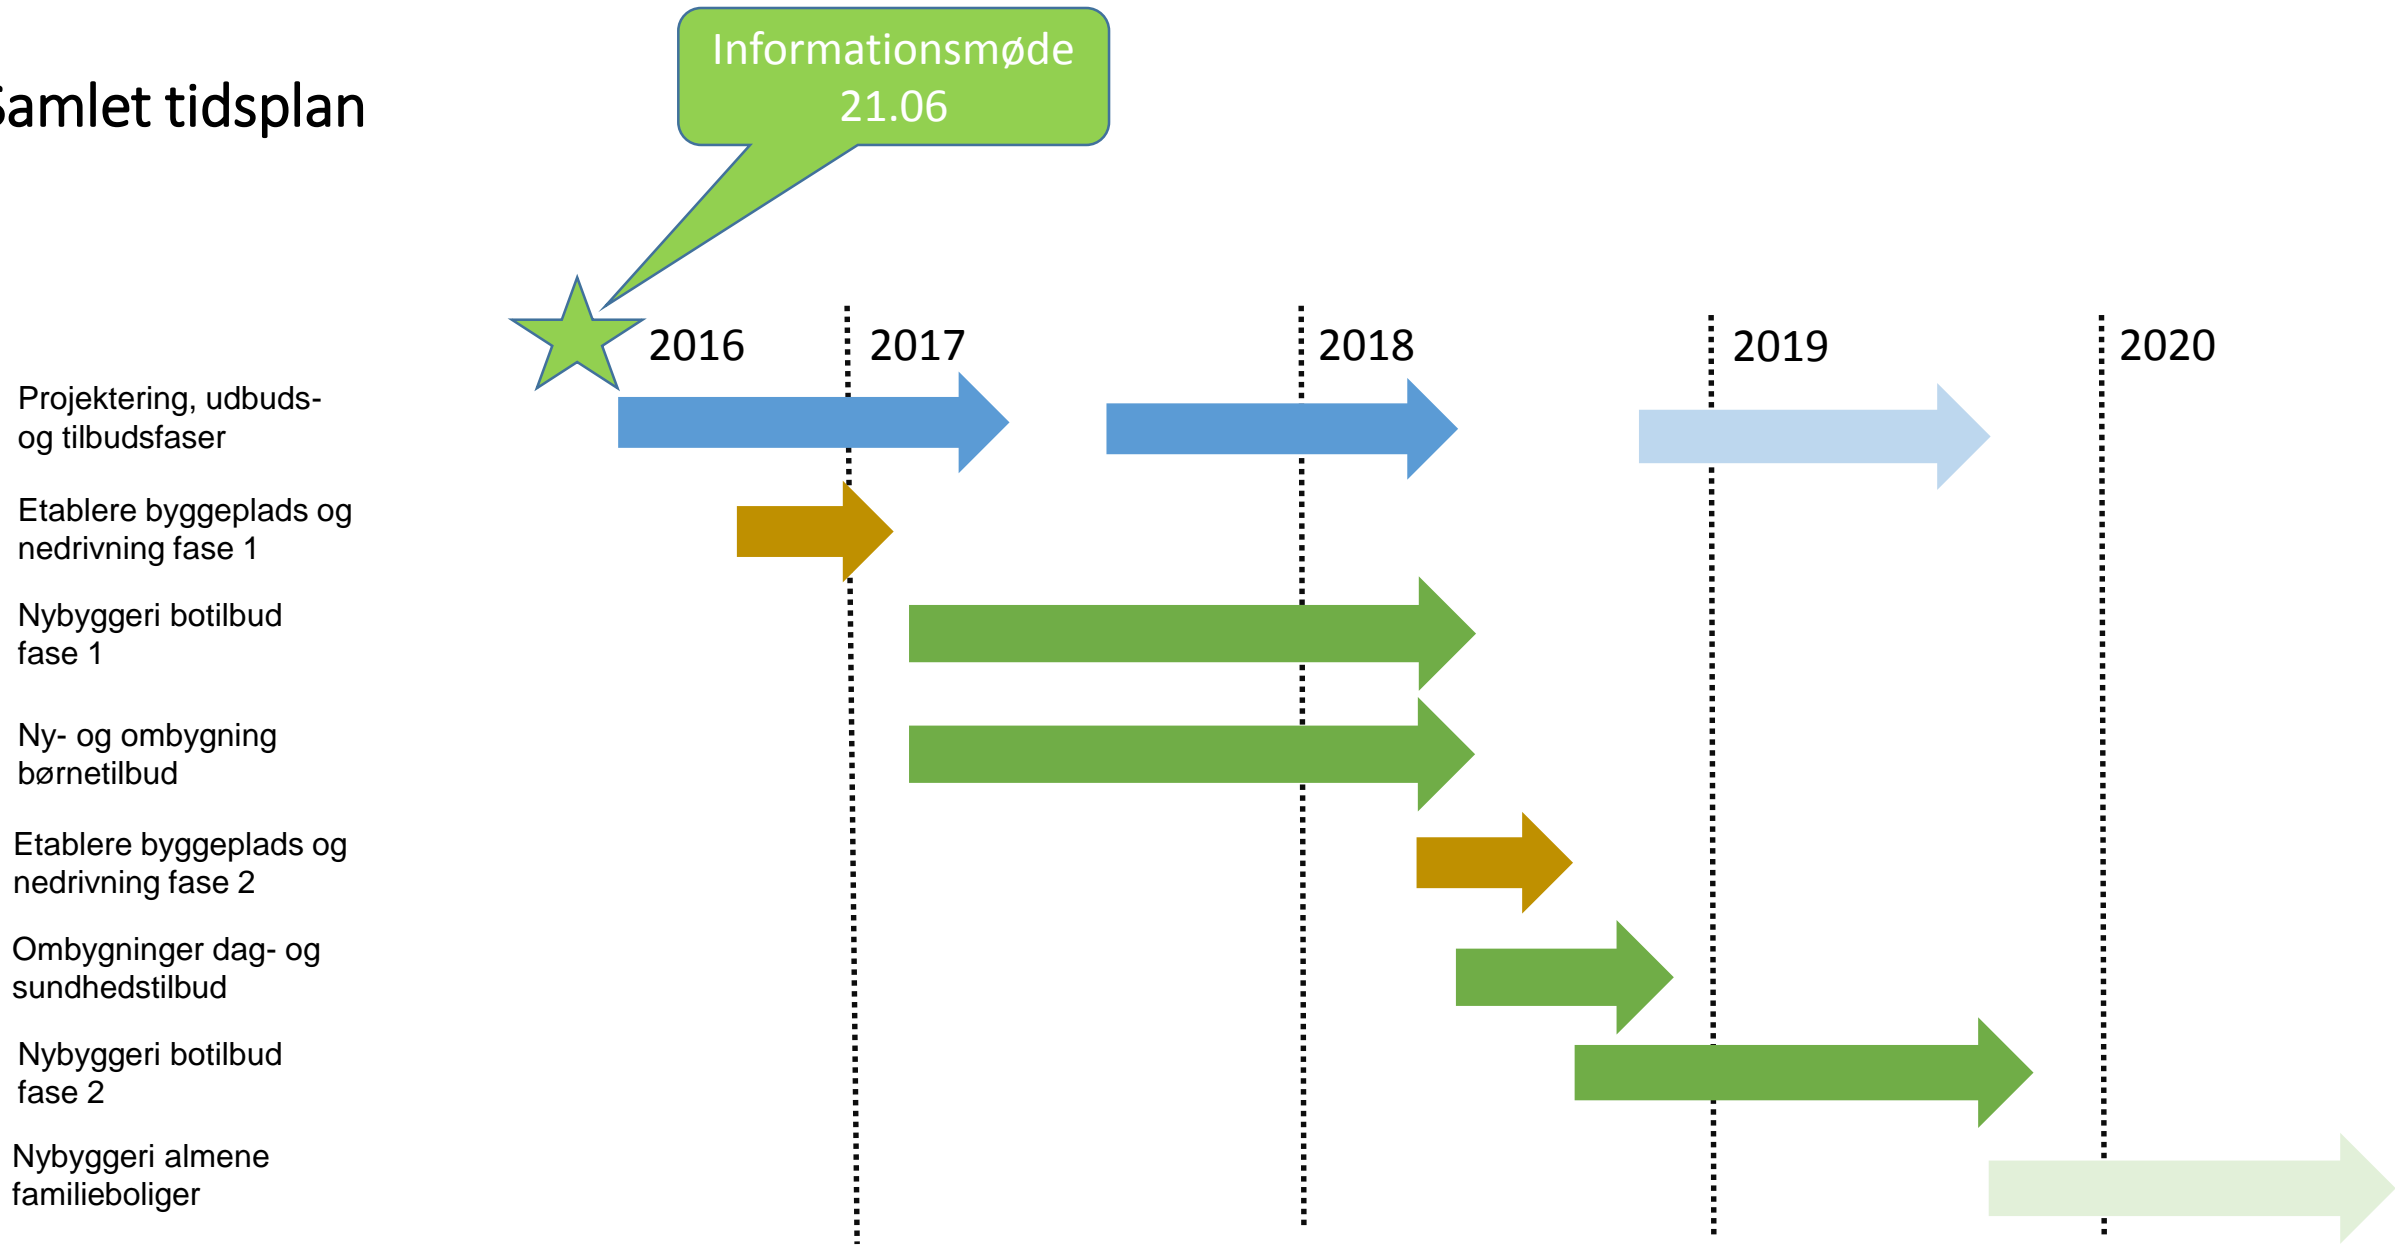 Informationsmøde
21.06
Samlet tidsplan
2016
2017
2018
2019
2020
Projektering, udbuds-
og tilbudsfaser
Etablere byggeplads og
nedrivning fase 1
Nybyggeri botilbud
fase 1
Ny- og ombygning
børnetilbud
Etablere byggeplads og
nedrivning fase 2
Ombygninger dag- og
sundhedstilbud
Nybyggeri botilbud
fase 2
Nybyggeri almene
familieboliger